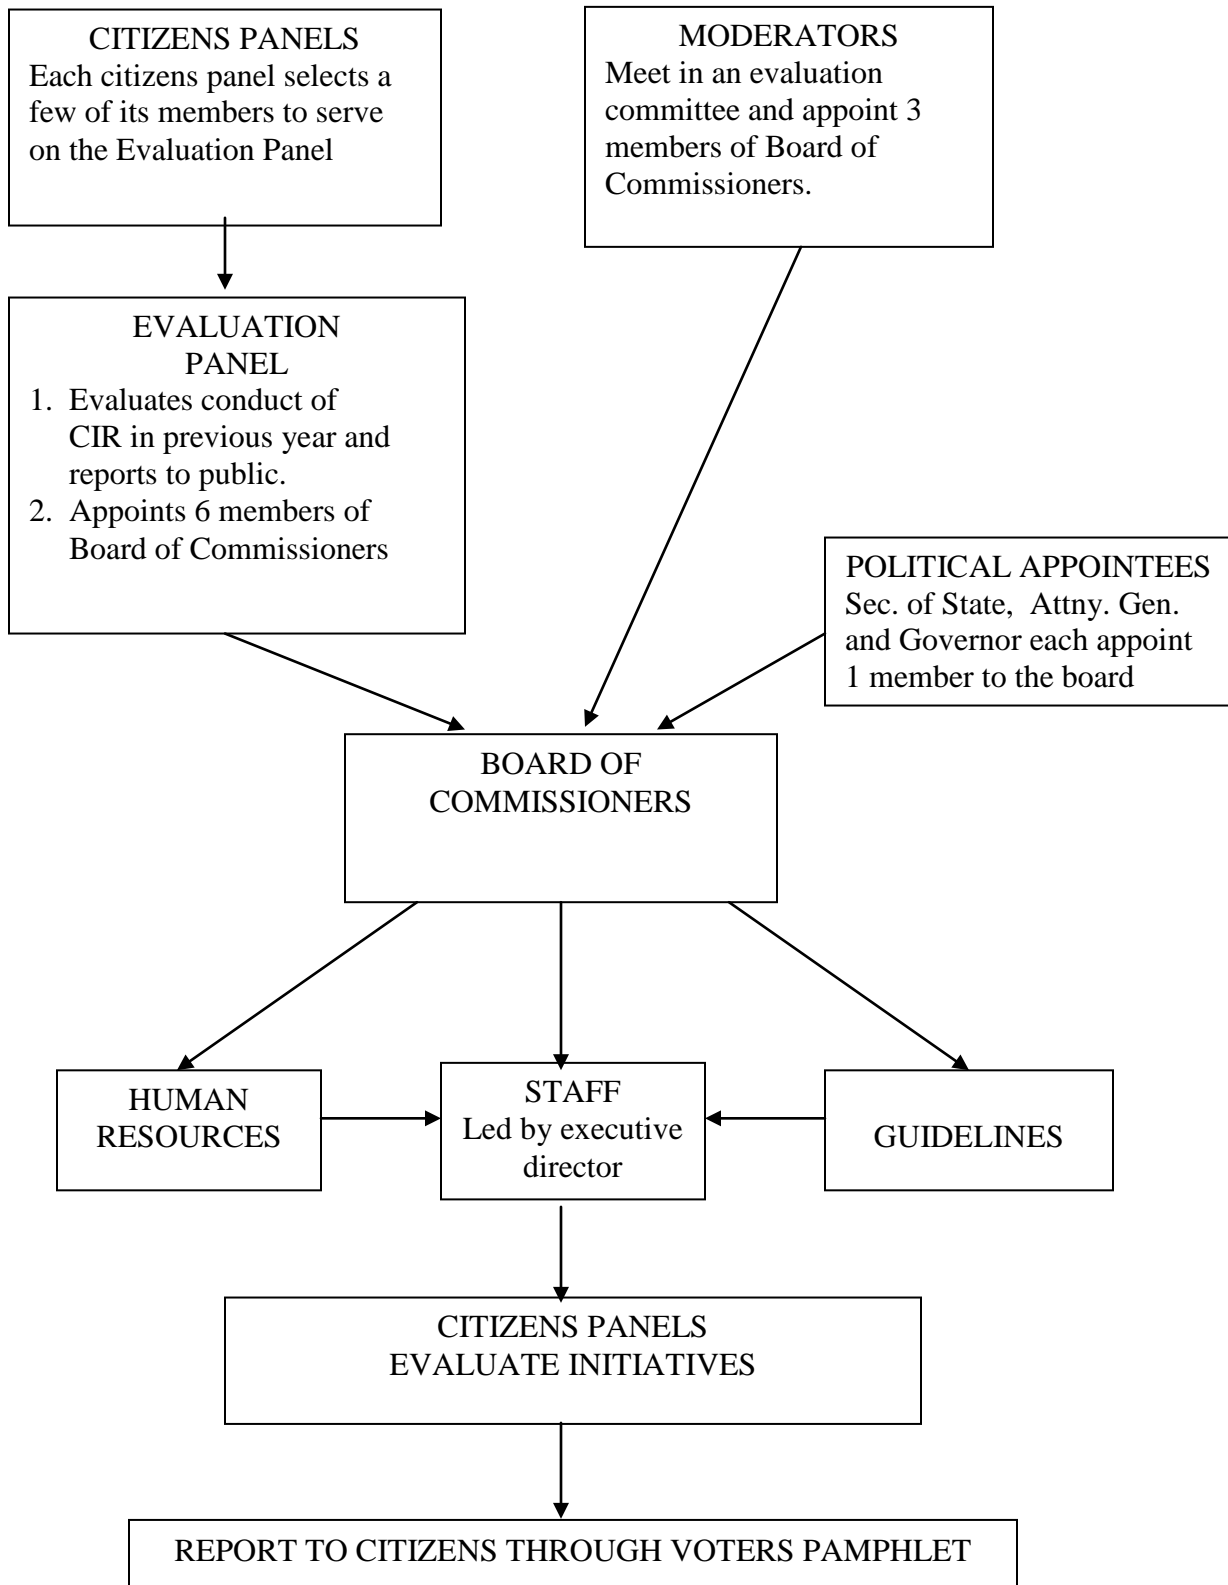 CITIZENS PANELS
Each citizens panel selects a
few of its members to serve
on the Evaluation Panel
MODERATORS
Meet in an evaluation
committee and appoint 3
members of Board of
Commissioners.
EVALUATION
PANEL
1. Evaluates conduct of
CIR in previous year and
reports to public.
2. Appoints 6 members of
Board of Commissioners
POLITICAL APPOINTEES
Sec. of State, Attny. Gen.
and Governor each appoint
1 member to the board
BOARD OF
COMMISSIONERS
HUMAN
RESOURCES
STAFF
Led by executive
director
GUIDELINES
CITIZENS PANELS
EVALUATE INITIATIVES
REPORT TO CITIZENS THROUGH VOTERS PAMPHLET